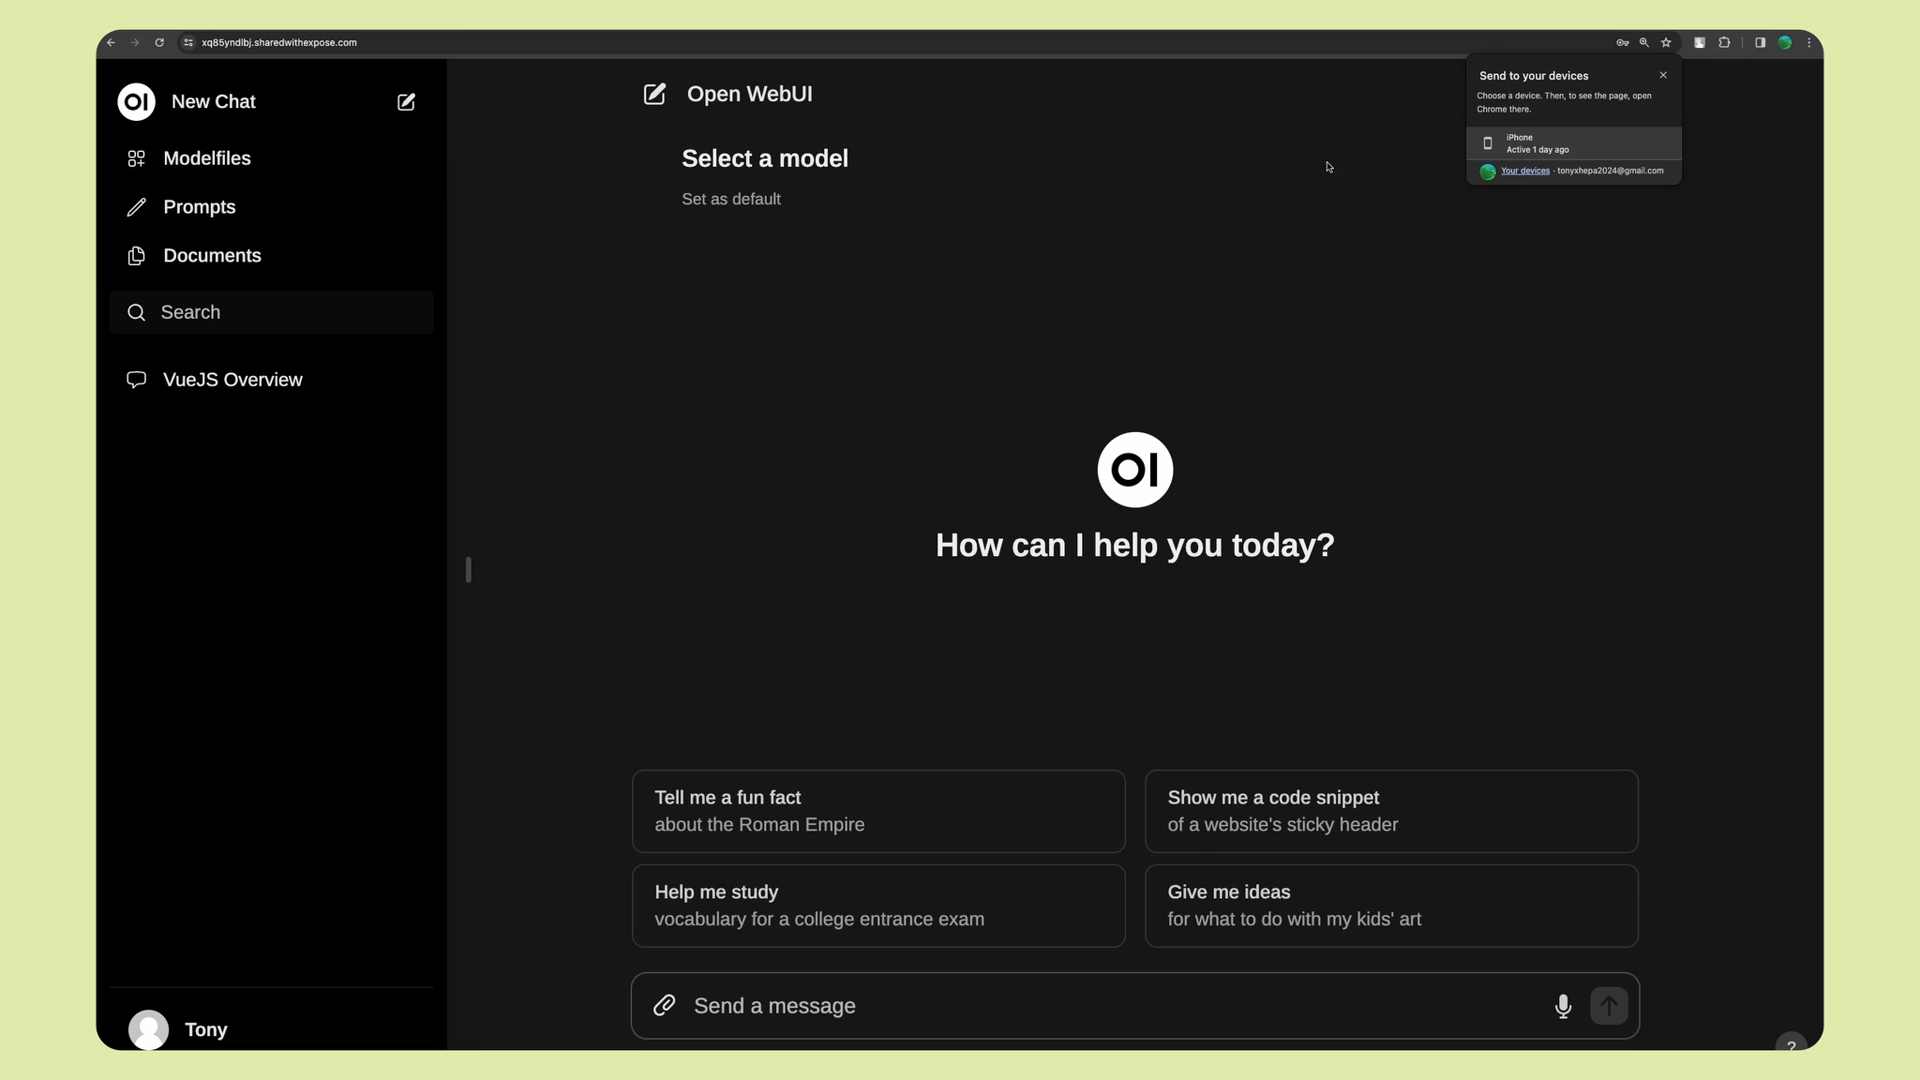 xq85yndlbj.sharedwithexpose.com
OI New Chat
Modelfiles
Prompts
Documents
Search
VueJS Overview
Tony
Open WebUI
Select a model
Set as default
Send to your devices
Choose a device. Then, to see the page, open
Chrome there.
iPhone
Active 1 day ago
Your devices · tonyxhepa2024@gmail.com
OI
How can I help you today?
Tell me a fun fact
about the Roman Empire
Show me a code snippet
of a website's sticky header
Help me study
vocabulary for a college entrance exam
Give me ideas
for what to do with my kids' art
Send a message
?